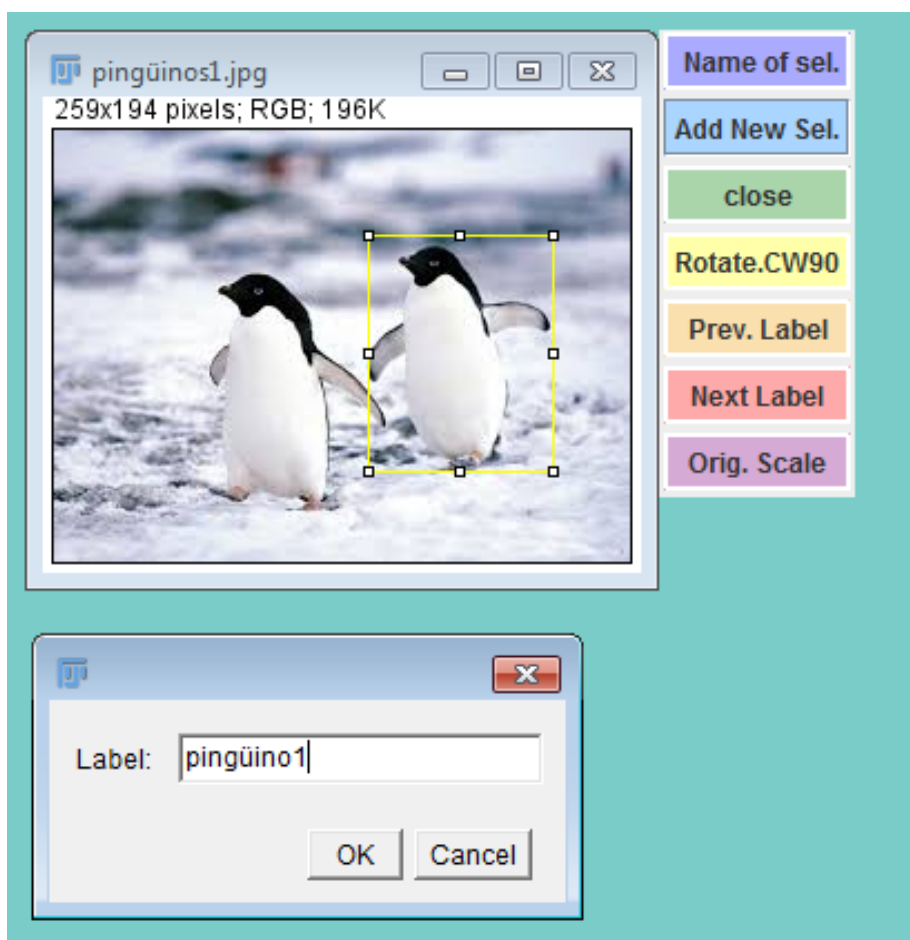 pingüinos1.jpg
259x194 pixels; RGB; 196K
Name of sel.
Add New Sel.
close
Rotate.CW90
Prev. Label
Next Label
Orig. Scale
Label: pingüino1
OK Cancel